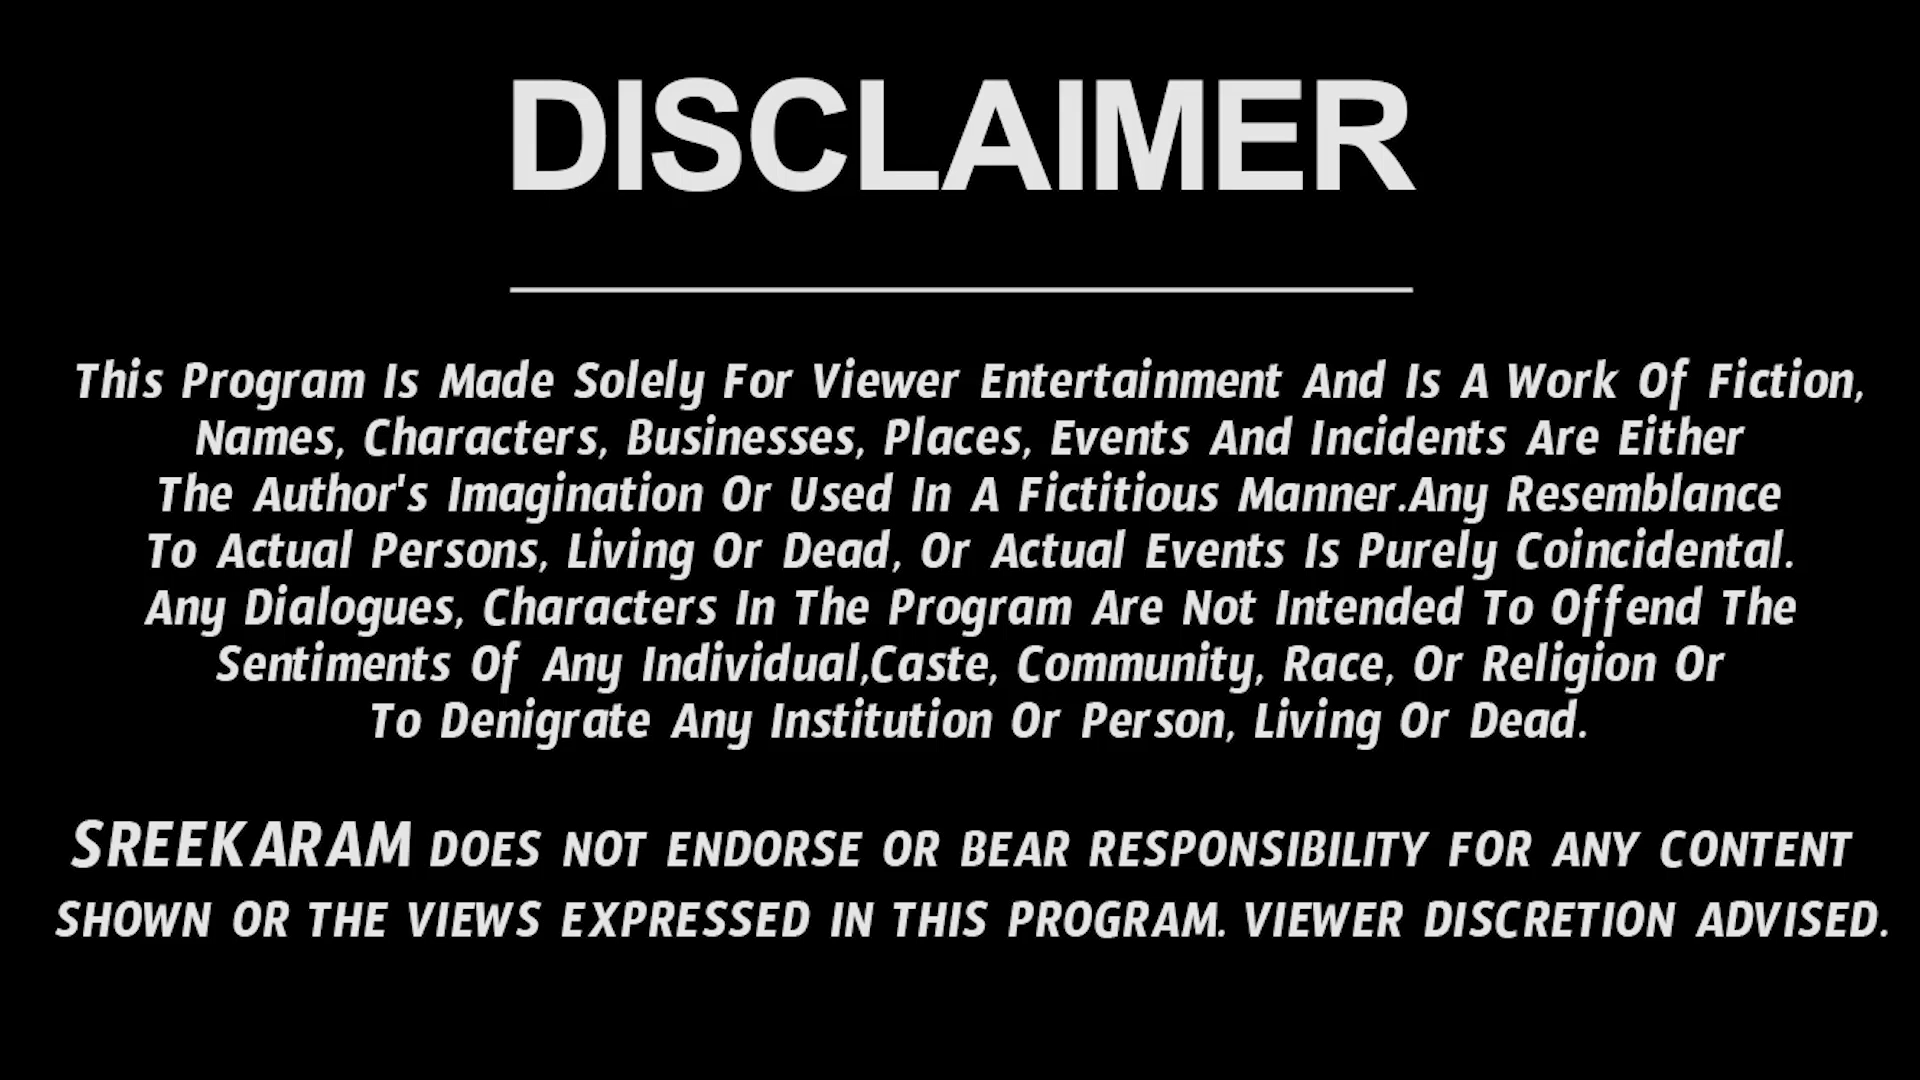 DISCLAIMER
This Program Is Made Solely For Viewer Entertainment And Is A Work Of Fiction,
Names, Characters, Businesses, Places, Events And Incidents Are Either
The Author's Imagination Or Used In A Fictitious Manner.Any Resemblance
To Actual Persons, Living Or Dead, Or Actual Events Is Purely Coincidental.
Any Dialogues, Characters In The Program Are Not Intended To Offend The
Sentiments Of Any Individual,Caste, Community, Race, Or Religion Or
To Denigrate Any Institution Or Person, Living Or Dead.
SREEKARAM DOES NOT ENDORSE OR BEAR RESPONSIBILITY FOR ANY CONTENT
SHOWN OR THE VIEWS EXPRESSED IN THIS PROGRAM. VIEWER DISCRETION ADVISED.